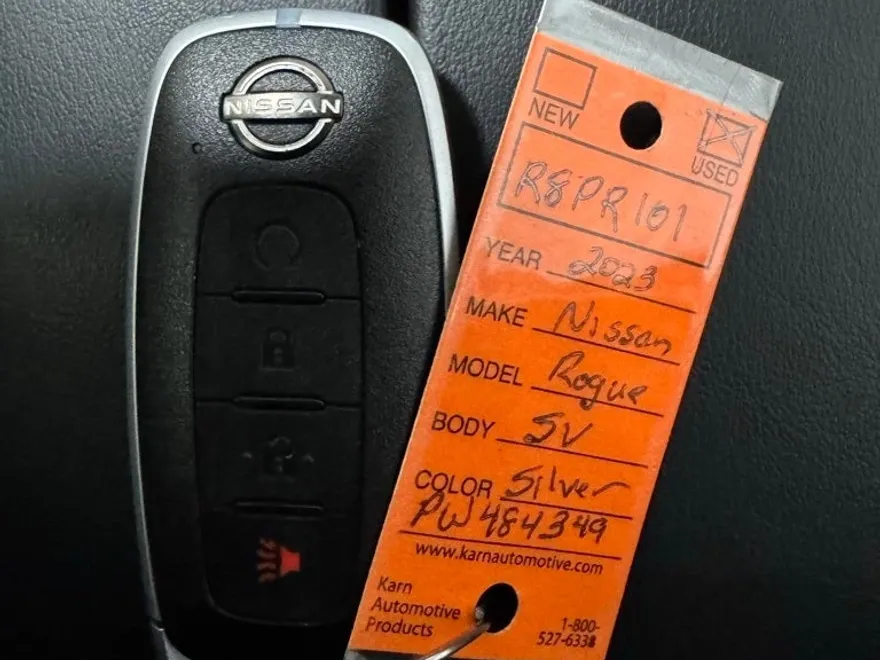 NISSAN
NEW
USED
R8PR101
YEAR 2023
MAKE Nissan
MODEL Rogue
BODY SV
COLOR Silver
PW484349
www.karnautomotive.com
Karn
Automotive
Products
1-800-
527-6338